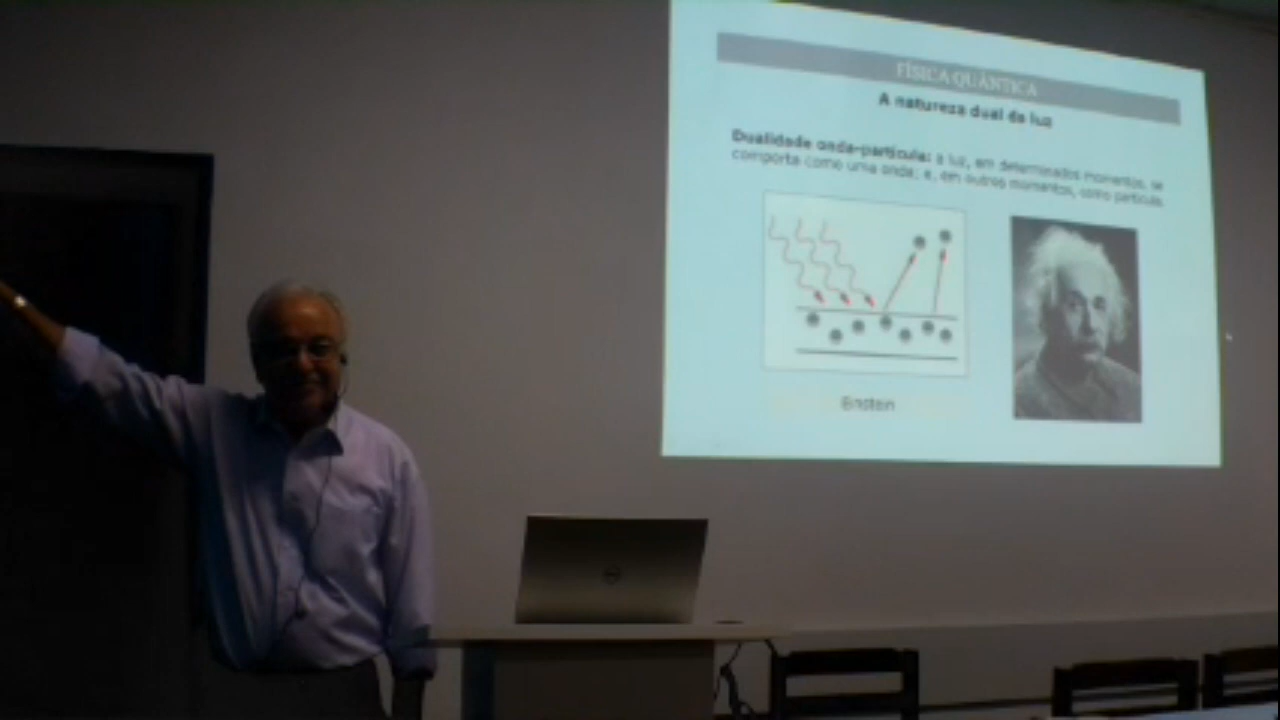 FÍSICA QUÂNTICA
A natureza dual da luz
Dualidade onda-partícula: a luz, em determinados momentos, se
comporta como uma onda; e, em outros momentos, como partícula.
Einstein